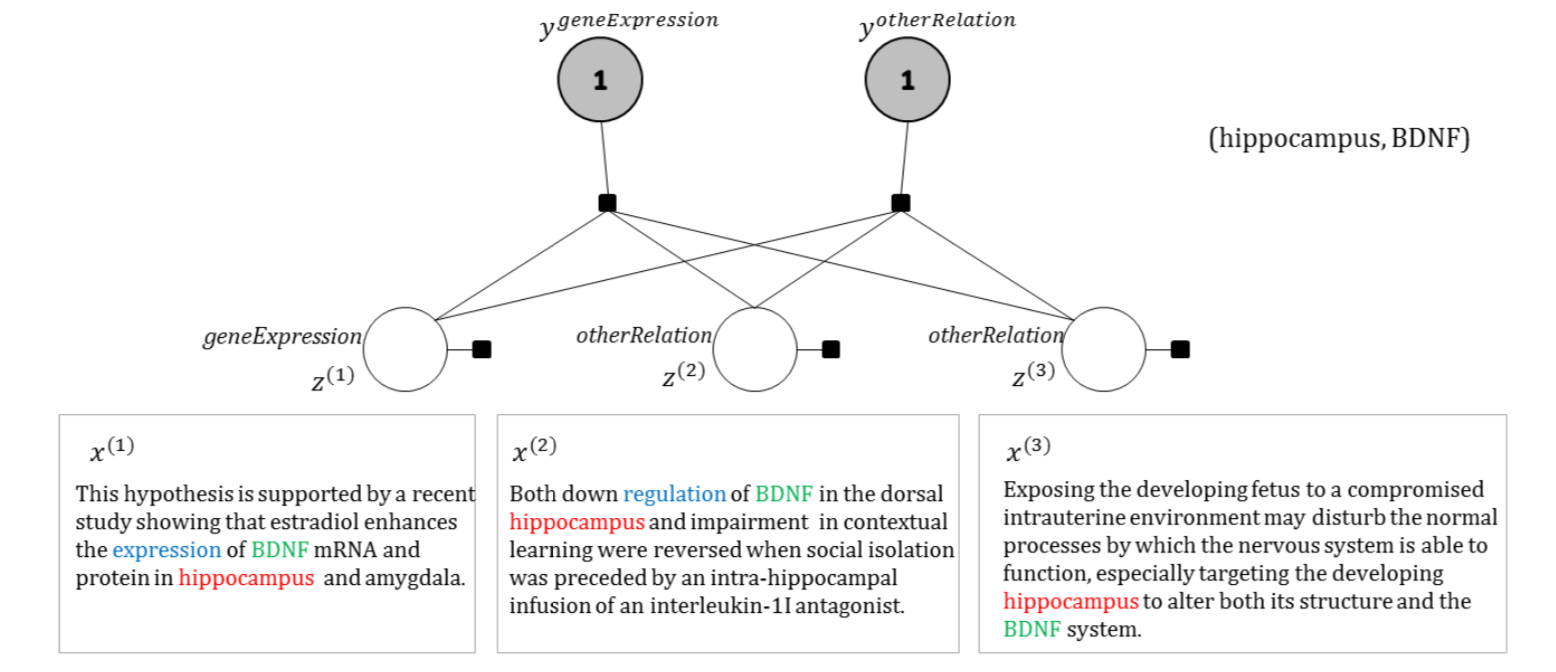 y^geneExpression
y^otherRelation
1
1
(hippocampus, BDNF)
geneExpression
z^(1)
otherRelation
z^(2)
otherRelation
z^(3)
x^(1)
This hypothesis is supported by a recent
study showing that estradiol enhances
the expression of BDNF mRNA and
protein in hippocampus and amygdala.
x^(2)
Both down regulation of BDNF in the dorsal
hippocampus and impairment in contextual
learning were reversed when social isolation
was preceded by an intra-hippocampal
infusion of an interleukin-1I antagonist.
x^(3)
Exposing the developing fetus to a compromised
intrauterine environment may disturb the normal
processes by which the nervous system is able to
function, especially targeting the developing
hippocampus to alter both its structure and the
BDNF system.